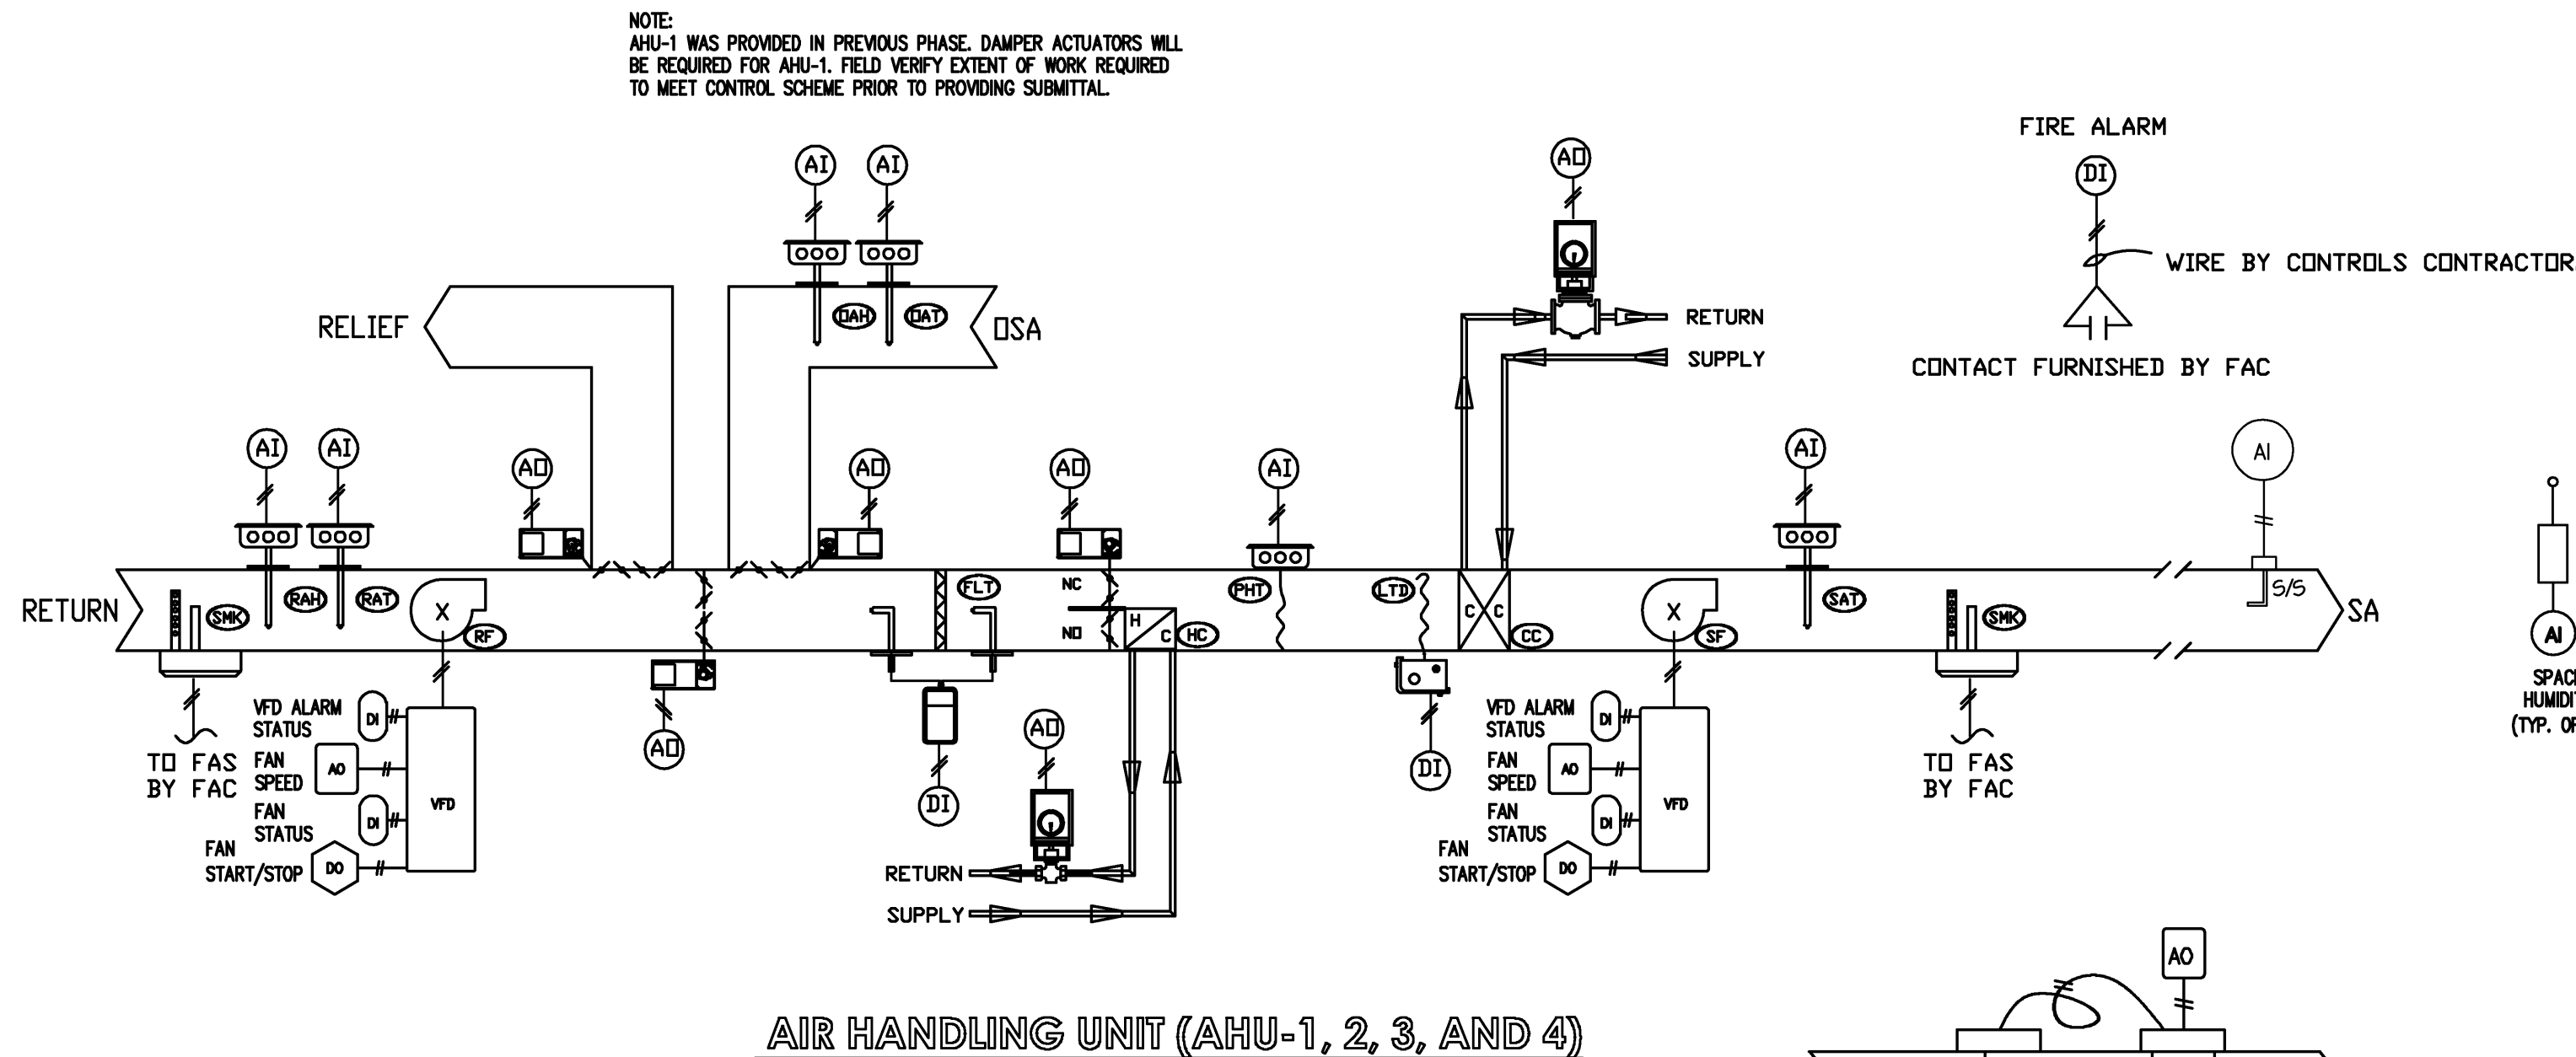 NOTE:
AHU-1 WAS PROVIDED IN PREVIOUS PHASE. DAMPER ACTUATORS WILL
BE REQUIRED FOR AHU-1. FIELD VERIFY EXTENT OF WORK REQUIRED
TO MEET CONTROL SCHEME PRIOR TO PROVIDING SUBMITTAL.
FIRE ALARM
AI
AI
AO
DI
WIRE BY CONTROLS CONTRACTOR
RELIEF
OAH
OAT
OSA
RETURN
SUPPLY
CONTACT FURNISHED BY FAC
AI
AI
AO
AO
AO
AI
AI
AI
RETURN
SMK
RAH
RAT
X
RF
FLT
NC
NO
H
C
HC
PHT
LTD
C
C
CC
X
SF
SAT
SMK
S/S
SA
AI
TO FAS
BY FAC
VFD ALARM
STATUS
DI
FAN
SPEED
AO
FAN
STATUS
DI
FAN
START/STOP
DO
VFD
AO
DI
AO
RETURN
SUPPLY
DI
VFD ALARM
STATUS
DI
FAN
SPEED
AO
FAN
STATUS
DI
FAN
START/STOP
DO
VFD
TO FAS
BY FAC
SPAC
HUMIDI
(TYP. OF
AO
AIR HANDLING UNIT (AHU-1, 2, 3, AND 4)